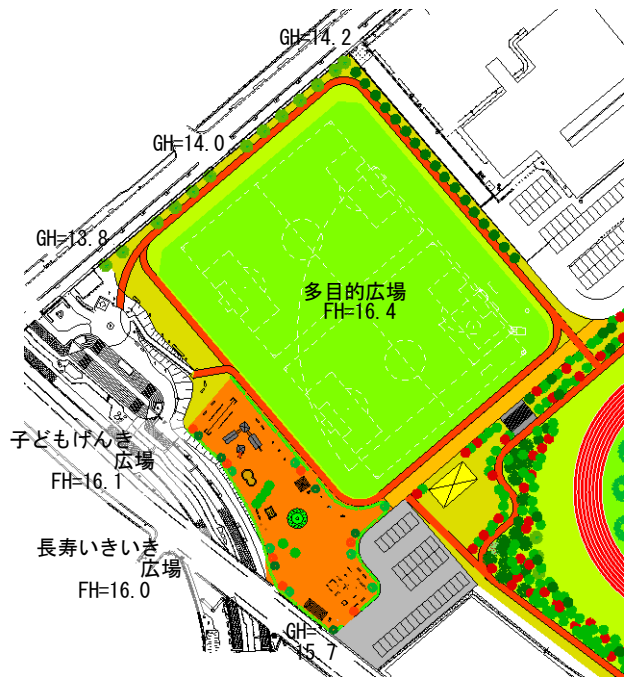 GH=14.2
GH=14.0
GH=13.8
多目的広場
FH=16.4
子どもげんき
広場
FH=16.1
長寿いきいき
広場
FH=16.0
GH=
15.7